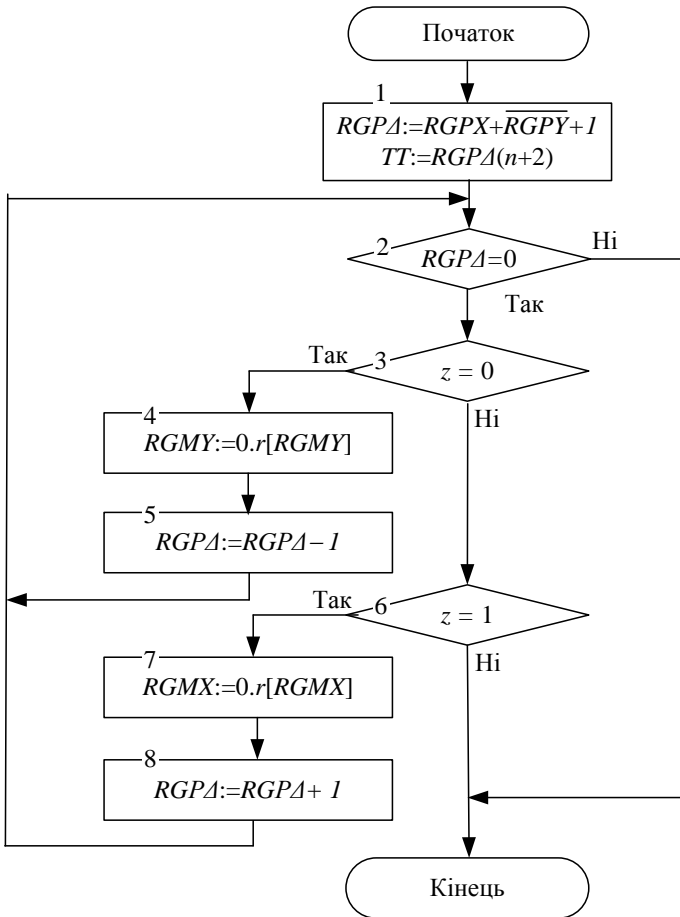 Початок
1
RGPΔ:=RGPX+R̅G̅P̅Y̅+1
TT:=RGPΔ(n+2)
2
RGPΔ=0
Ні
Так
Так
3
z = 0
Ні
4
RGMY:=0.r[RGMY]
5
RGPΔ:=RGPΔ−1
Так
6
z = 1
Ні
7
RGMX:=0.r[RGMX]
8
RGPΔ:=RGPΔ+ 1
Кінець